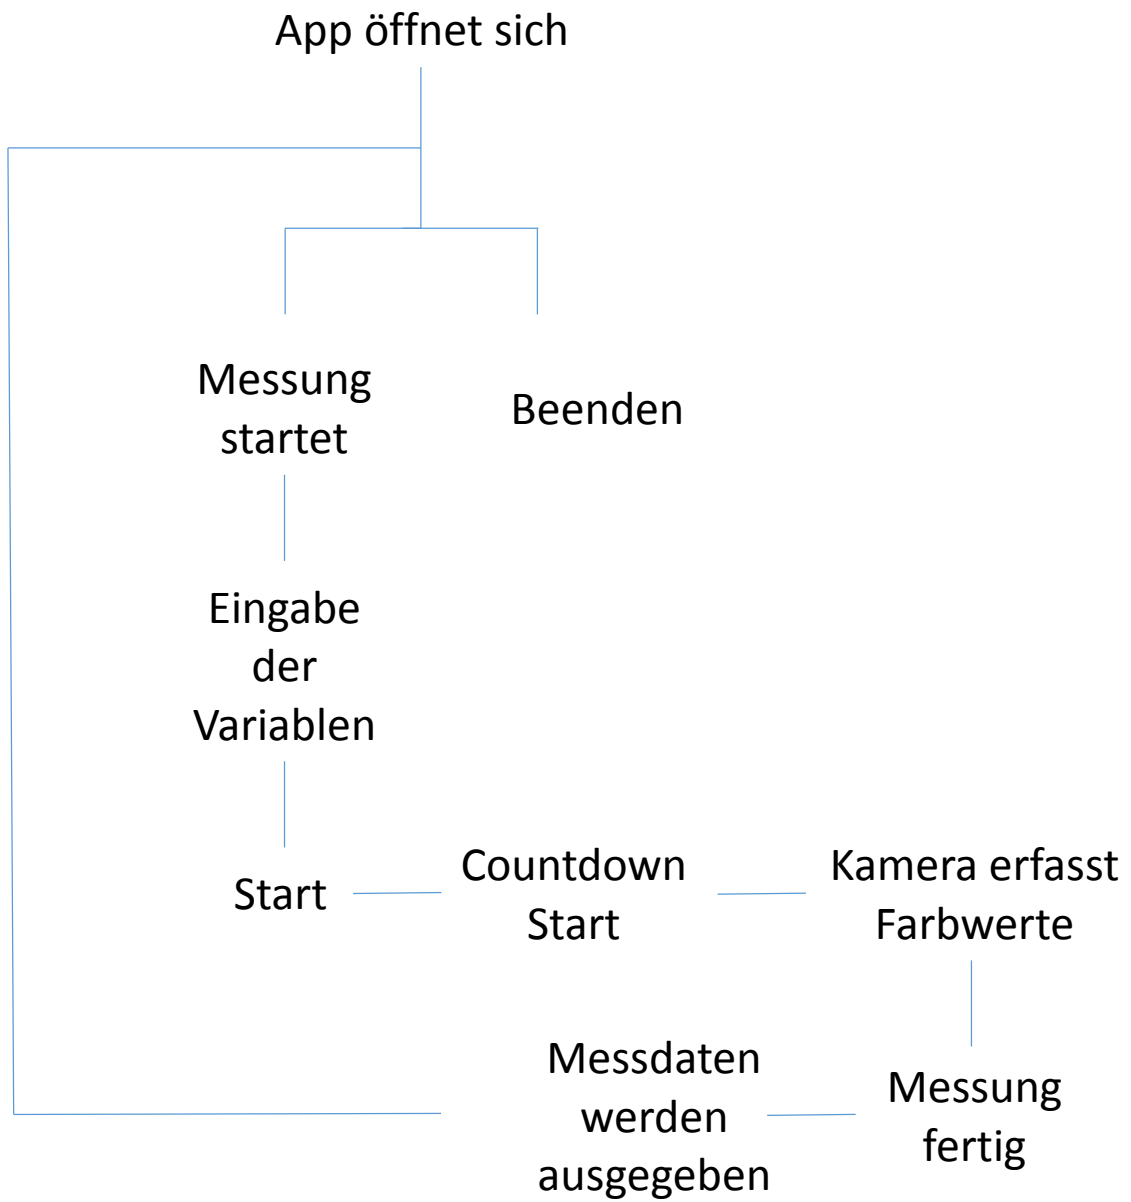 App öffnet sich
Messung
startet
Beenden
Eingabe
der
Variablen
Start
Countdown
Start
Kamera erfasst
Farbwerte
Messung
fertig
Messdaten
werden
ausgegeben